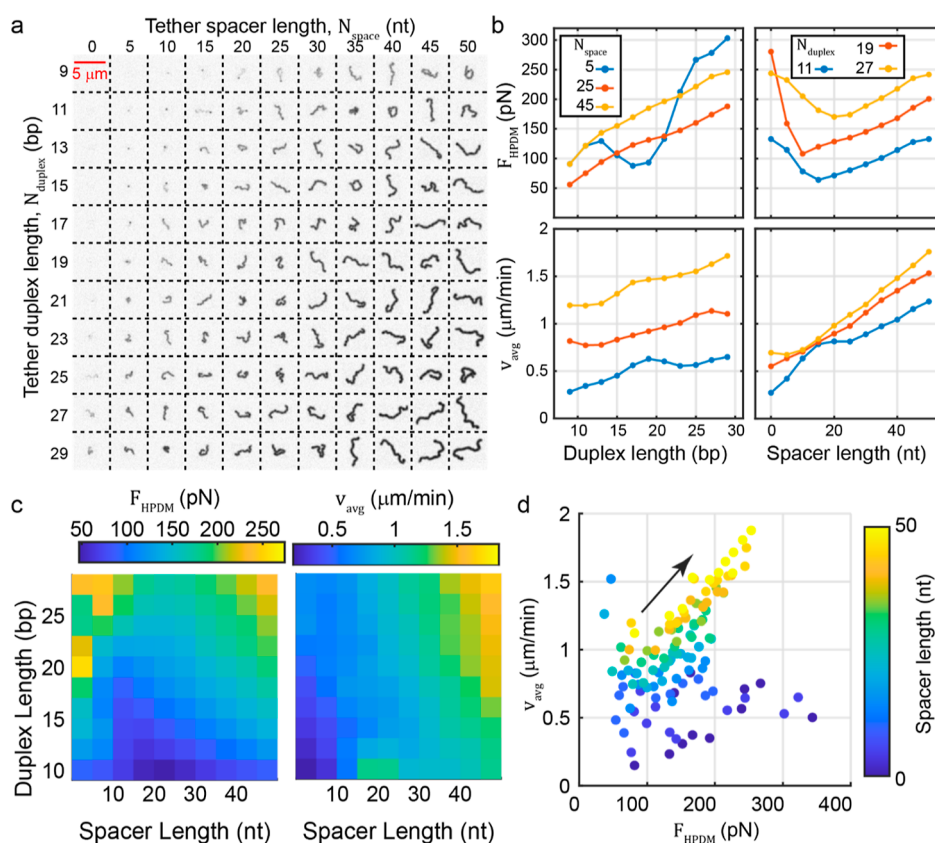 a
Tether spacer length, N_space (nt)
0 5 10 15 20 25 30 35 40 45 50
5 μm
Tether duplex length, N_duplex (bp)
9
11
13
15
17
19
21
23
25
27
29
b
F_HPDM (pN)
300
250
200
150
100
50
N_space
5
25
45
N_duplex
11
19
27
v_avg (μm/min)
2
1.5
1
0.5
0
10 15 20 25 30
Duplex length (bp)
0 20 40
Spacer length (nt)
c
F_HPDM (pN)
50 100 150 200 250
v_avg (μm/min)
0.5 1 1.5
Duplex Length (bp)
25
20
15
10
10 20 30 40
Spacer Length (nt)
10 20 30 40
Spacer Length (nt)
d
v_avg (μm/min)
2
1.5
1
0.5
0
0 100 200 300 400
F_HPDM (pN)
50
0
Spacer length (nt)